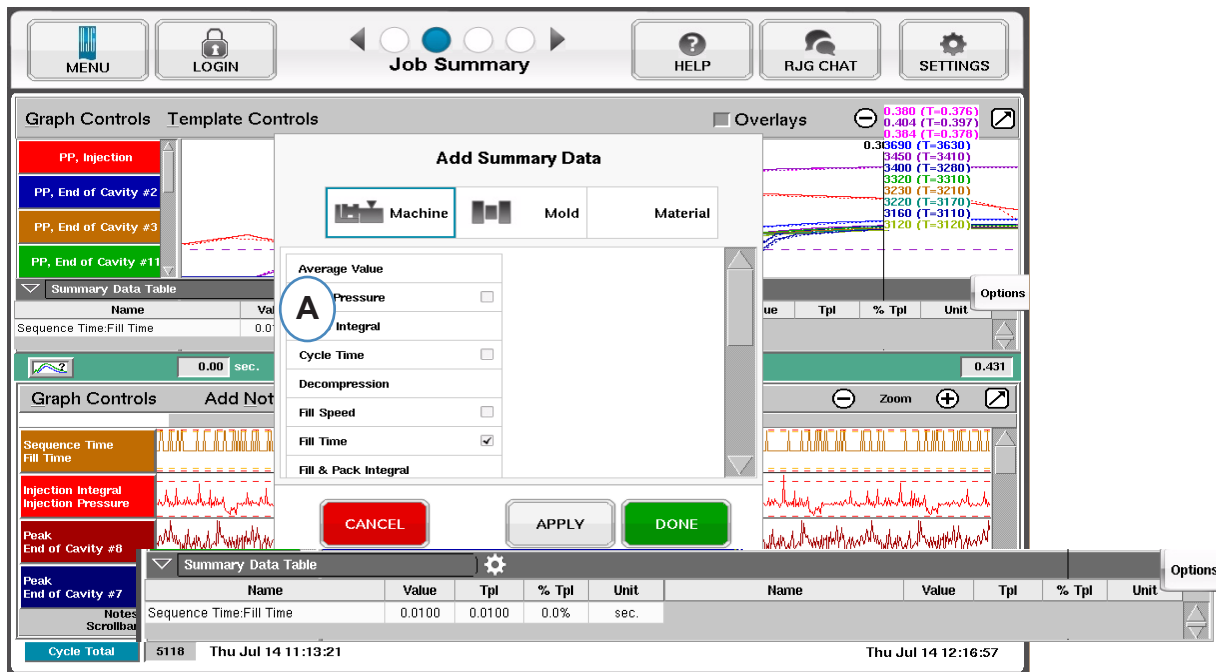 MENU
LOGIN
Job Summary
HELP
RJG CHAT
SETTINGS
Graph Controls Template Controls
Overlays
0.380 (T=0.376)
0.404 (T=0.397)
0.384 (T=0.378)
3690 (T=3630)
3450 (T=3410)
3400 (T=3280)
3320 (T=3310)
3230 (T=3210)
3220 (T=3170)
3160 (T=3110)
3120 (T=3120)
PP, Injection
PP, End of Cavity #2
PP, End of Cavity #3
PP, End of Cavity #11
Add Summary Data
Machine Mold Material
Average Value
Pressure
Integral
A
Cycle Time
Decompression
Fill Speed
Fill Time
Fill & Pack Integral
CANCEL APPLY DONE
Summary Data Table
Options
Name Tpl % Tpl Unit
Sequence Time:Fill Time
0.00 sec.
0.431
Graph Controls
Zoom
Sequence Time
Fill Time
Injection Integral
Injection Pressure
Peak
End of Cavity #8
Peak
End of Cavity #7
Notes
Summary Data Table
Options
Name Value Tpl % Tpl Unit Name Value Tpl % Tpl Unit
Sequence Time:Fill Time 0.0100 0.0100 0.0% sec.
Cycle Total 5118 Thu Jul 14 11:13:21 Thu Jul 14 12:16:57